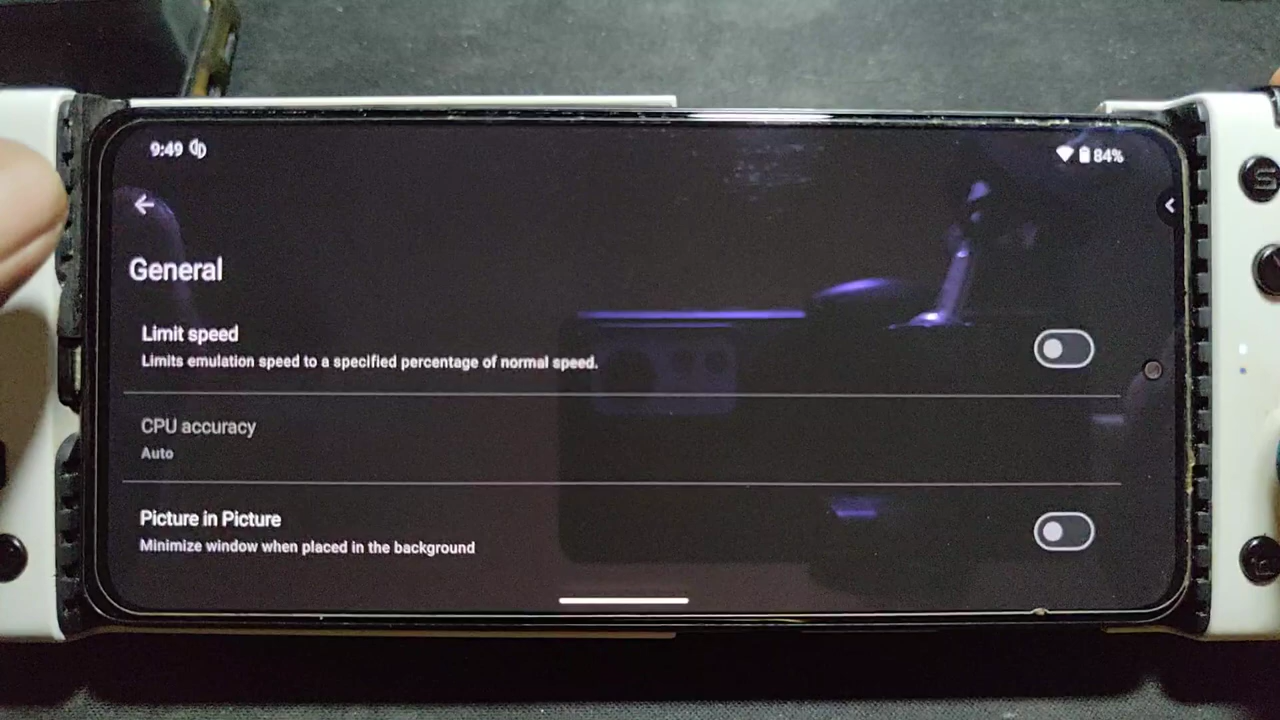 9:49
84%
General
Limit speed
Limits emulation speed to a specified percentage of normal speed.
CPU accuracy
Auto
Picture in Picture
Minimize window when placed in the background